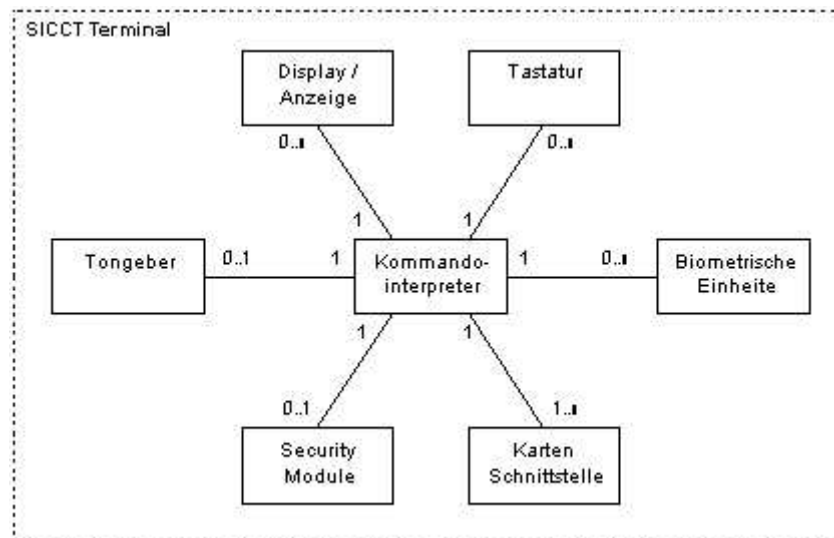 SICCT Terminal
Display /
Anzeige
Tastatur
0..n
0..n
1
1
Tongeber
0..1
1
Kommando-
interpreter
1
0..n
Biometrische
Einheite
1
1
0..1
1..n
Security
Module
Karten
Schnittstelle